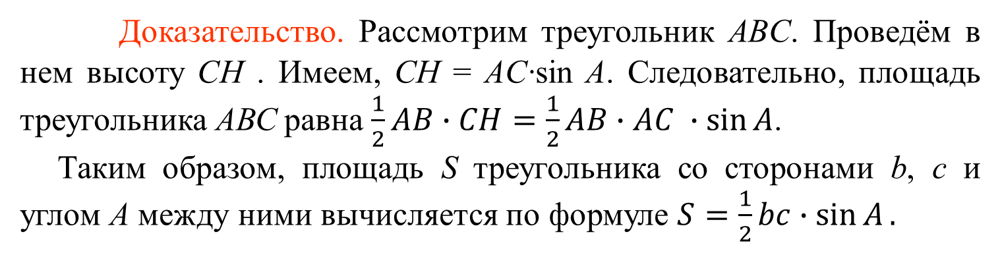 Доказательство. Рассмотрим треугольник ABC. Проведём в
нем высоту CH . Имеем, CH = AC·sin A. Следовательно, площадь
треугольника ABC равна $\frac{1}{2}AB \cdot CH = \frac{1}{2}AB \cdot AC \cdot \sin A$.
Таким образом, площадь S треугольника со сторонами b, c и
углом A между ними вычисляется по формуле $S = \frac{1}{2}bc \cdot \sin A$ .